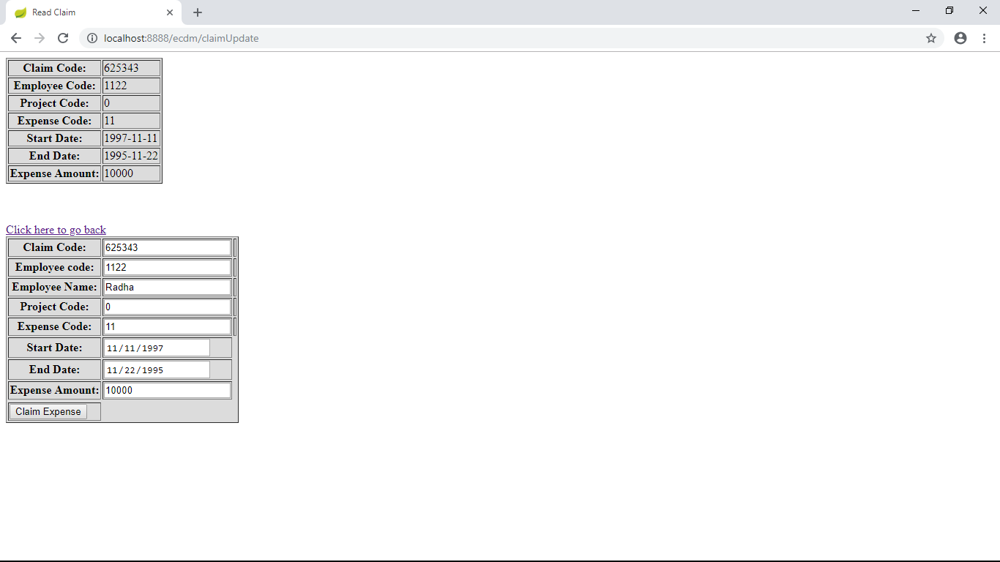 Read Claim
localhost:8888/ecdm/claimUpdate
Claim Code: 625343
Employee Code: 1122
Project Code: 0
Expense Code: 11
Start Date: 1997-11-11
End Date: 1995-11-22
Expense Amount: 10000
Click here to go back
Claim Code: 625343
Employee code: 1122
Employee Name: Radha
Project Code: 0
Expense Code: 11
Start Date: 11/11/1997
End Date: 11/22/1995
Expense Amount: 10000
Claim Expense